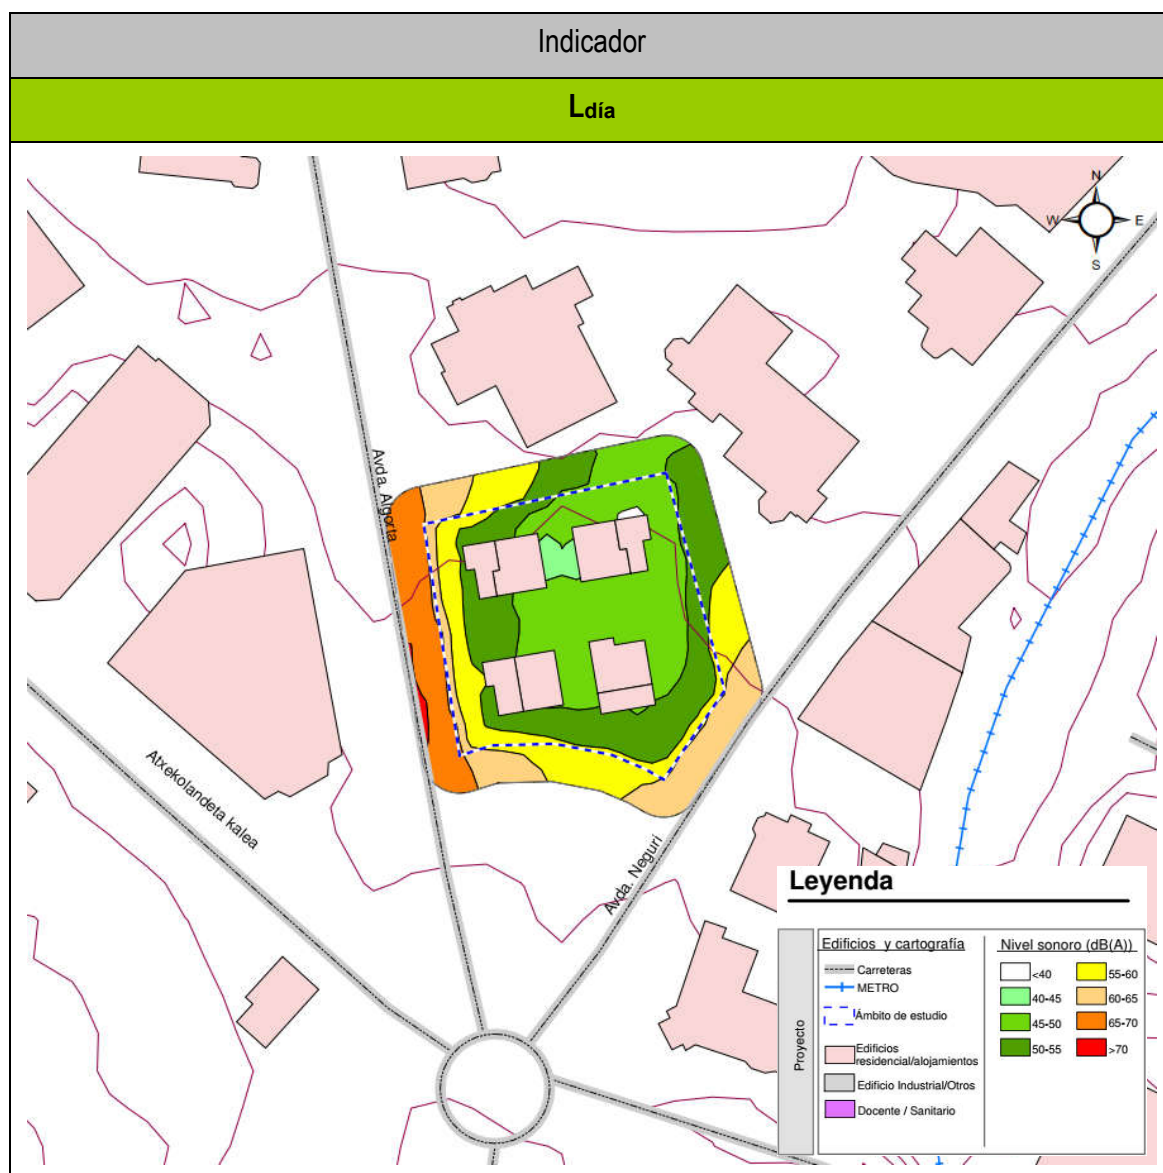 Indicador
Ldía
N
W
E
S
Avda. Algorta
Atxekolandeta kalea
Avda. Neguri
Leyenda
Proyecto
Edificios y cartografía
Carreteras
METRO
Ámbito de estudio
Edificios
residencial/alojamientos
Edificio Industrial/Otros
Docente / Sanitario
Nivel sonoro (dB(A))
<40
40-45
45-50
50-55
55-60
60-65
65-70
>70